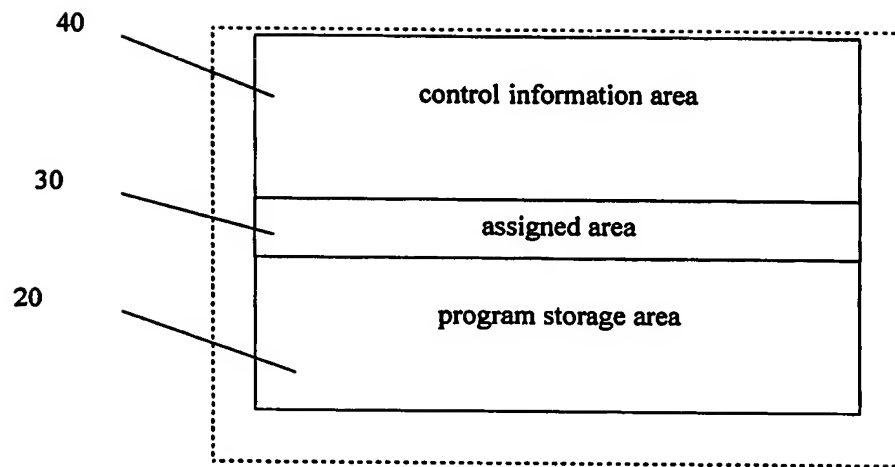 40
control information area
30
assigned area
20
program storage area